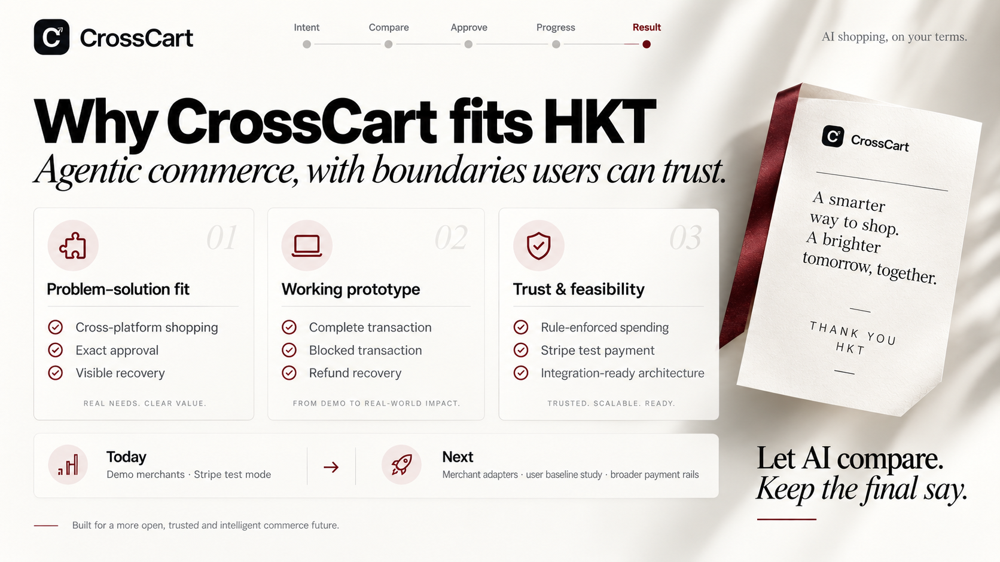 CrossCart
Intent
Compare
Approve
Progress
Result
AI shopping, on your terms.
Why CrossCart fits HKT
Agentic commerce, with boundaries users can trust.
01
Problem–solution fit
Cross-platform shopping
Exact approval
Visible recovery
REAL NEEDS. CLEAR VALUE.
02
Working prototype
Complete transaction
Blocked transaction
Refund recovery
FROM DEMO TO REAL-WORLD IMPACT.
03
Trust & feasibility
Rule-enforced spending
Stripe test payment
Integration-ready architecture
TRUSTED. SCALABLE. READY.
CrossCart
A smarter
way to shop.
A brighter
tomorrow, together.
THANK YOU
HKT
Today
Demo merchants · Stripe test mode
→
Next
Merchant adapters · user baseline study · broader payment rails
Let AI compare.
Keep the final say.
Built for a more open, trusted and intelligent commerce future.